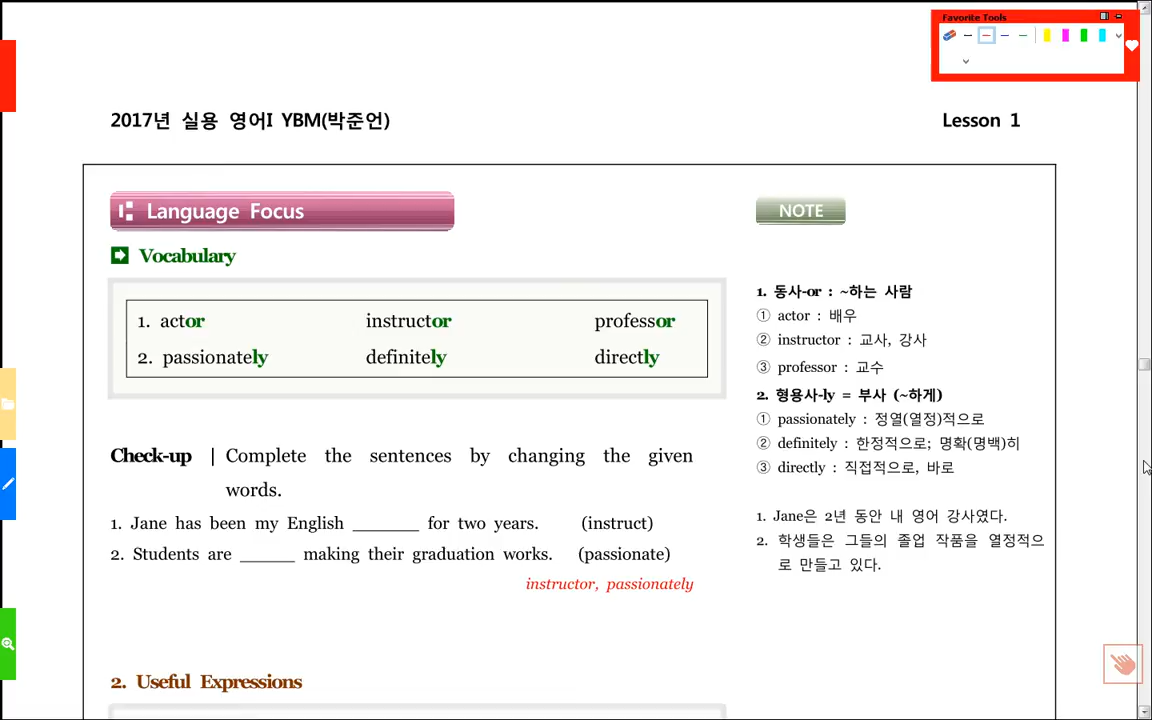 Favorite Tools
2017년 실용 영어I YBM(박준언)
Lesson 1
Language Focus
NOTE
Vocabulary
1. actor instructor professor
2. passionately definitely directly
Check-up | Complete the sentences by changing the given
words.
1. Jane has been my English ______ for two years. (instruct)
2. Students are _____ making their graduation works. (passionate)
instructor, passionately
2. Useful Expressions
1. 동사-or : ~하는 사람
① actor : 배우
② instructor : 교사, 강사
③ professor : 교수
2. 형용사-ly = 부사 (~하게)
① passionately : 정열(열정)적으로
② definitely : 한정적으로; 명확(명백)히
③ directly : 직접적으로, 바로
1. Jane은 2년 동안 내 영어 강사였다.
2. 학생들은 그들의 졸업 작품을 열정적으
로 만들고 있다.